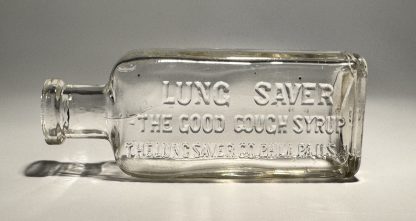 LUNG SAVER
THE GOOD COUGH SYRUP
THE LUNG SAVER CO. PHILA. PA. U.S.A.